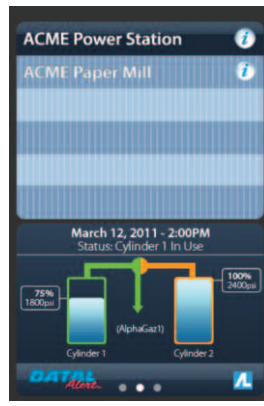 ACME Power Station
ACME Paper Mill
March 12, 2011 - 2:00PM
Status: Cylinder 1 In Use
75%
1800psi
100%
2400psi
(AlphaGaz1)
Cylinder 1
Cylinder 2
DATAL
Alert